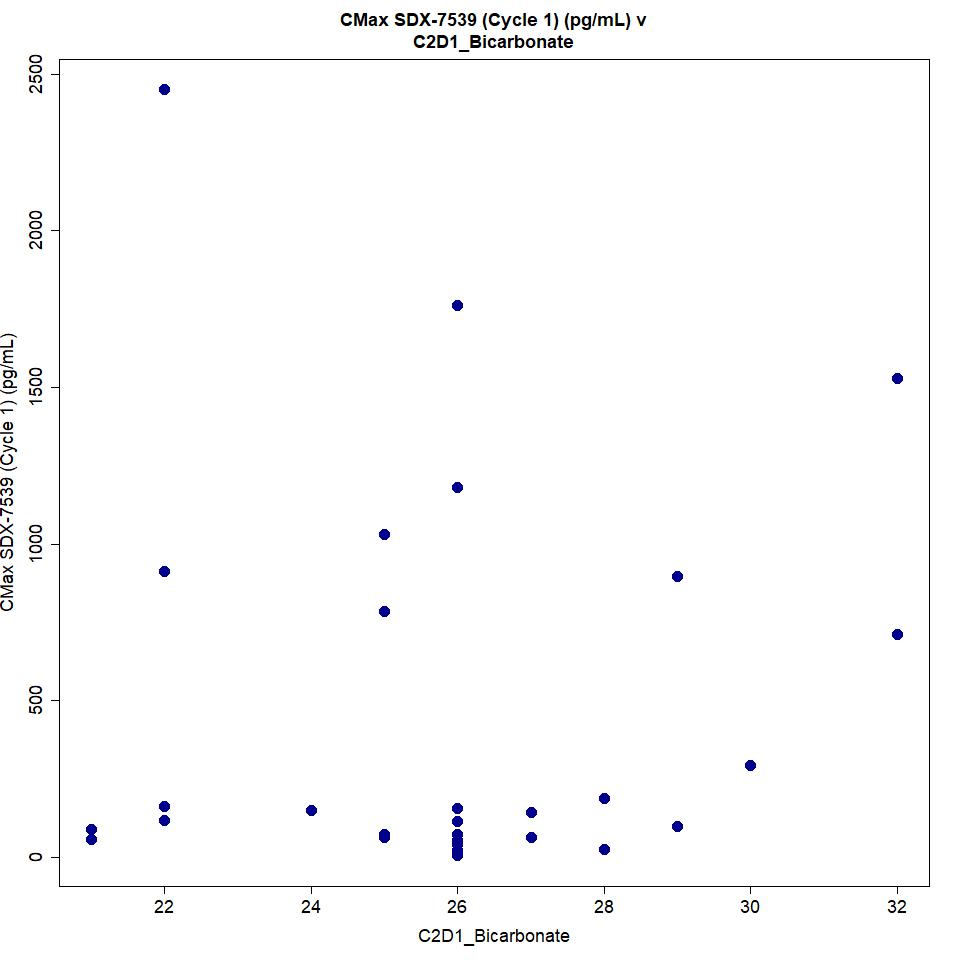 CMax SDX-7539 (Cycle 1) (pg/mL) v
C2D1_Bicarbonate
CMax SDX-7539 (Cycle 1) (pg/mL)
2500
2000
1500
1000
500
0
22 24 26 28 30 32
C2D1_Bicarbonate